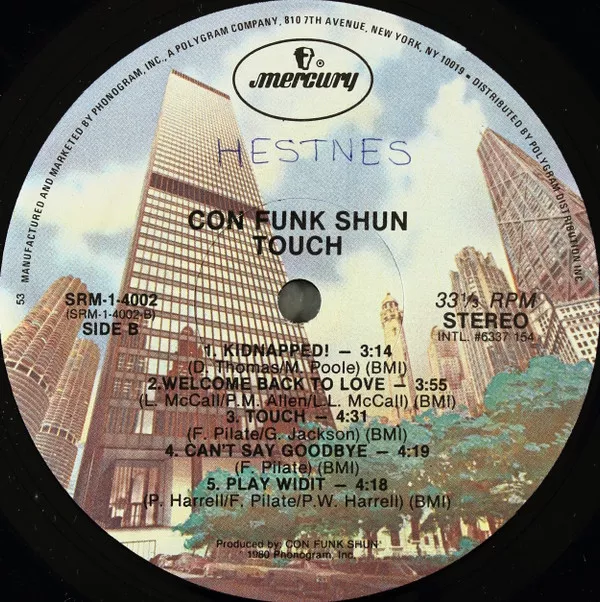 53 MANUFACTURED AND MARKETED BY PHONOGRAM, INC., A POLYGRAM COMPANY, 810 7TH AVENUE, NEW YORK, NY 10019 • DISTRIBUTED BY POLYGRAM DISTRIBUTION INC
mercury ®
HESTNES
CON FUNK SHUN
TOUCH
SRM-1-4002
(SRM-1-4002-B)
SIDE B
33⅓ RPM
STEREO
INTL. #6337 154
1. KIDNAPPED! — 3:14
(D. Thomas/M. Poole) (BMI)
2.WELCOME BACK TO LOVE — 3:55
(L. McCall/P.M. Allen/L.L. McCall) (BMI)
3. TOUCH — 4:31
(F. Pilate/G. Jackson) (BMI)
4. CAN'T SAY GOODBYE — 4:19
(F. Pilate) (BMI)
5. PLAY WIDIT — 4:18
(P. Harrell/F. Pilate/P.W. Harrell) (BMI)
Produced by: CON FUNK SHUN
1980 Phonogram, Inc.